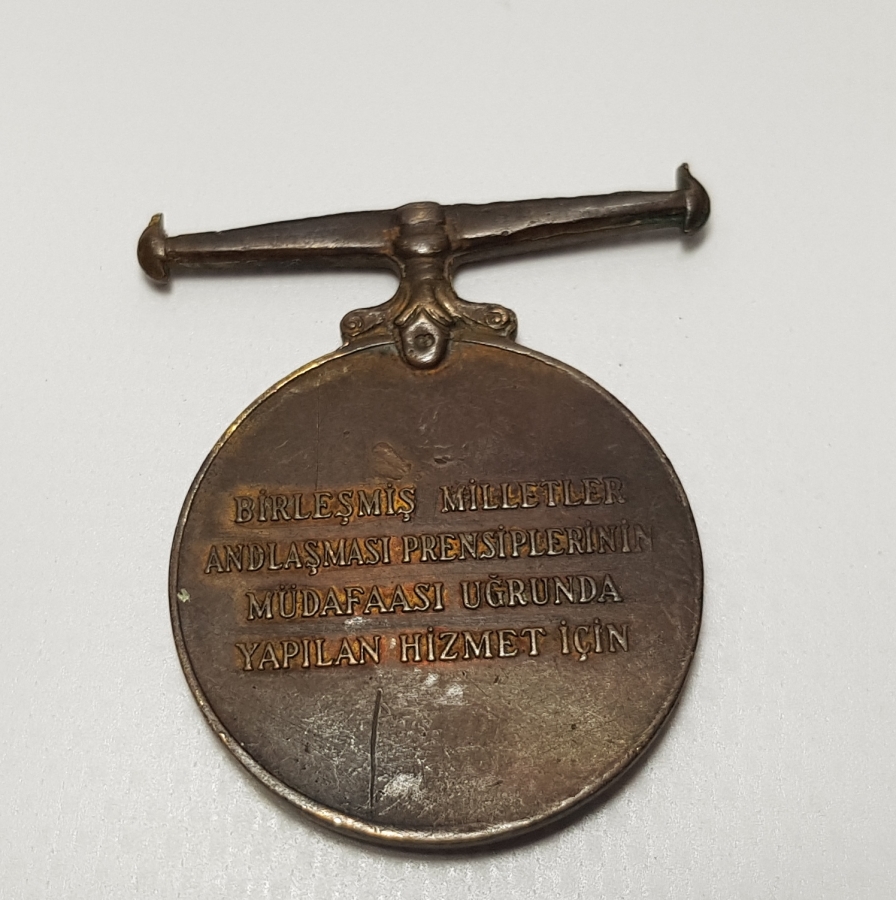 BİRLEŞMİŞ MİLLETLER
ANDLAŞMASI PRENSİPLERİNİN
MÜDAFAASI UĞRUNDA
YAPILAN HİZMET İÇİN